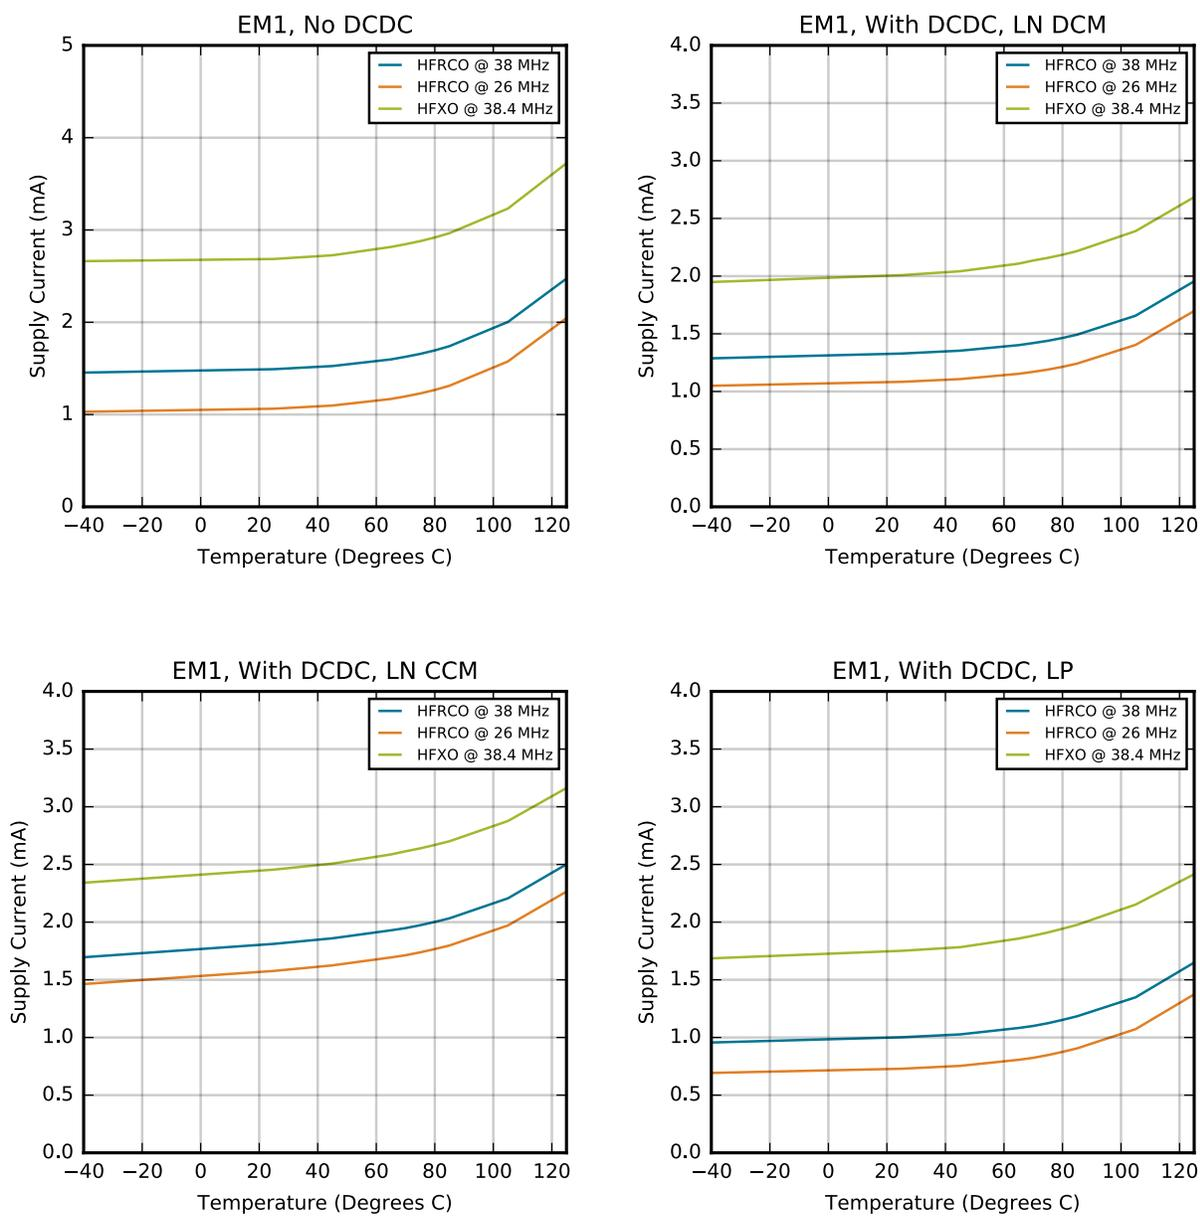 EM1, No DCDC
5
4
3
2
1
0
Supply Current (mA)
HFRCO @ 38 MHz
HFRCO @ 26 MHz
HFXO @ 38.4 MHz
−40 −20 0 20 40 60 80 100 120
Temperature (Degrees C)
EM1, With DCDC, LN DCM
4.0
3.5
3.0
2.5
2.0
1.5
1.0
0.5
0.0
Supply Current (mA)
HFRCO @ 38 MHz
HFRCO @ 26 MHz
HFXO @ 38.4 MHz
−40 −20 0 20 40 60 80 100 120
Temperature (Degrees C)
EM1, With DCDC, LN CCM
4.0
3.5
3.0
2.5
2.0
1.5
1.0
0.5
0.0
Supply Current (mA)
HFRCO @ 38 MHz
HFRCO @ 26 MHz
HFXO @ 38.4 MHz
−40 −20 0 20 40 60 80 100 120
Temperature (Degrees C)
EM1, With DCDC, LP
4.0
3.5
3.0
2.5
2.0
1.5
1.0
0.5
0.0
Supply Current (mA)
HFRCO @ 38 MHz
HFRCO @ 26 MHz
HFXO @ 38.4 MHz
−40 −20 0 20 40 60 80 100 120
Temperature (Degrees C)